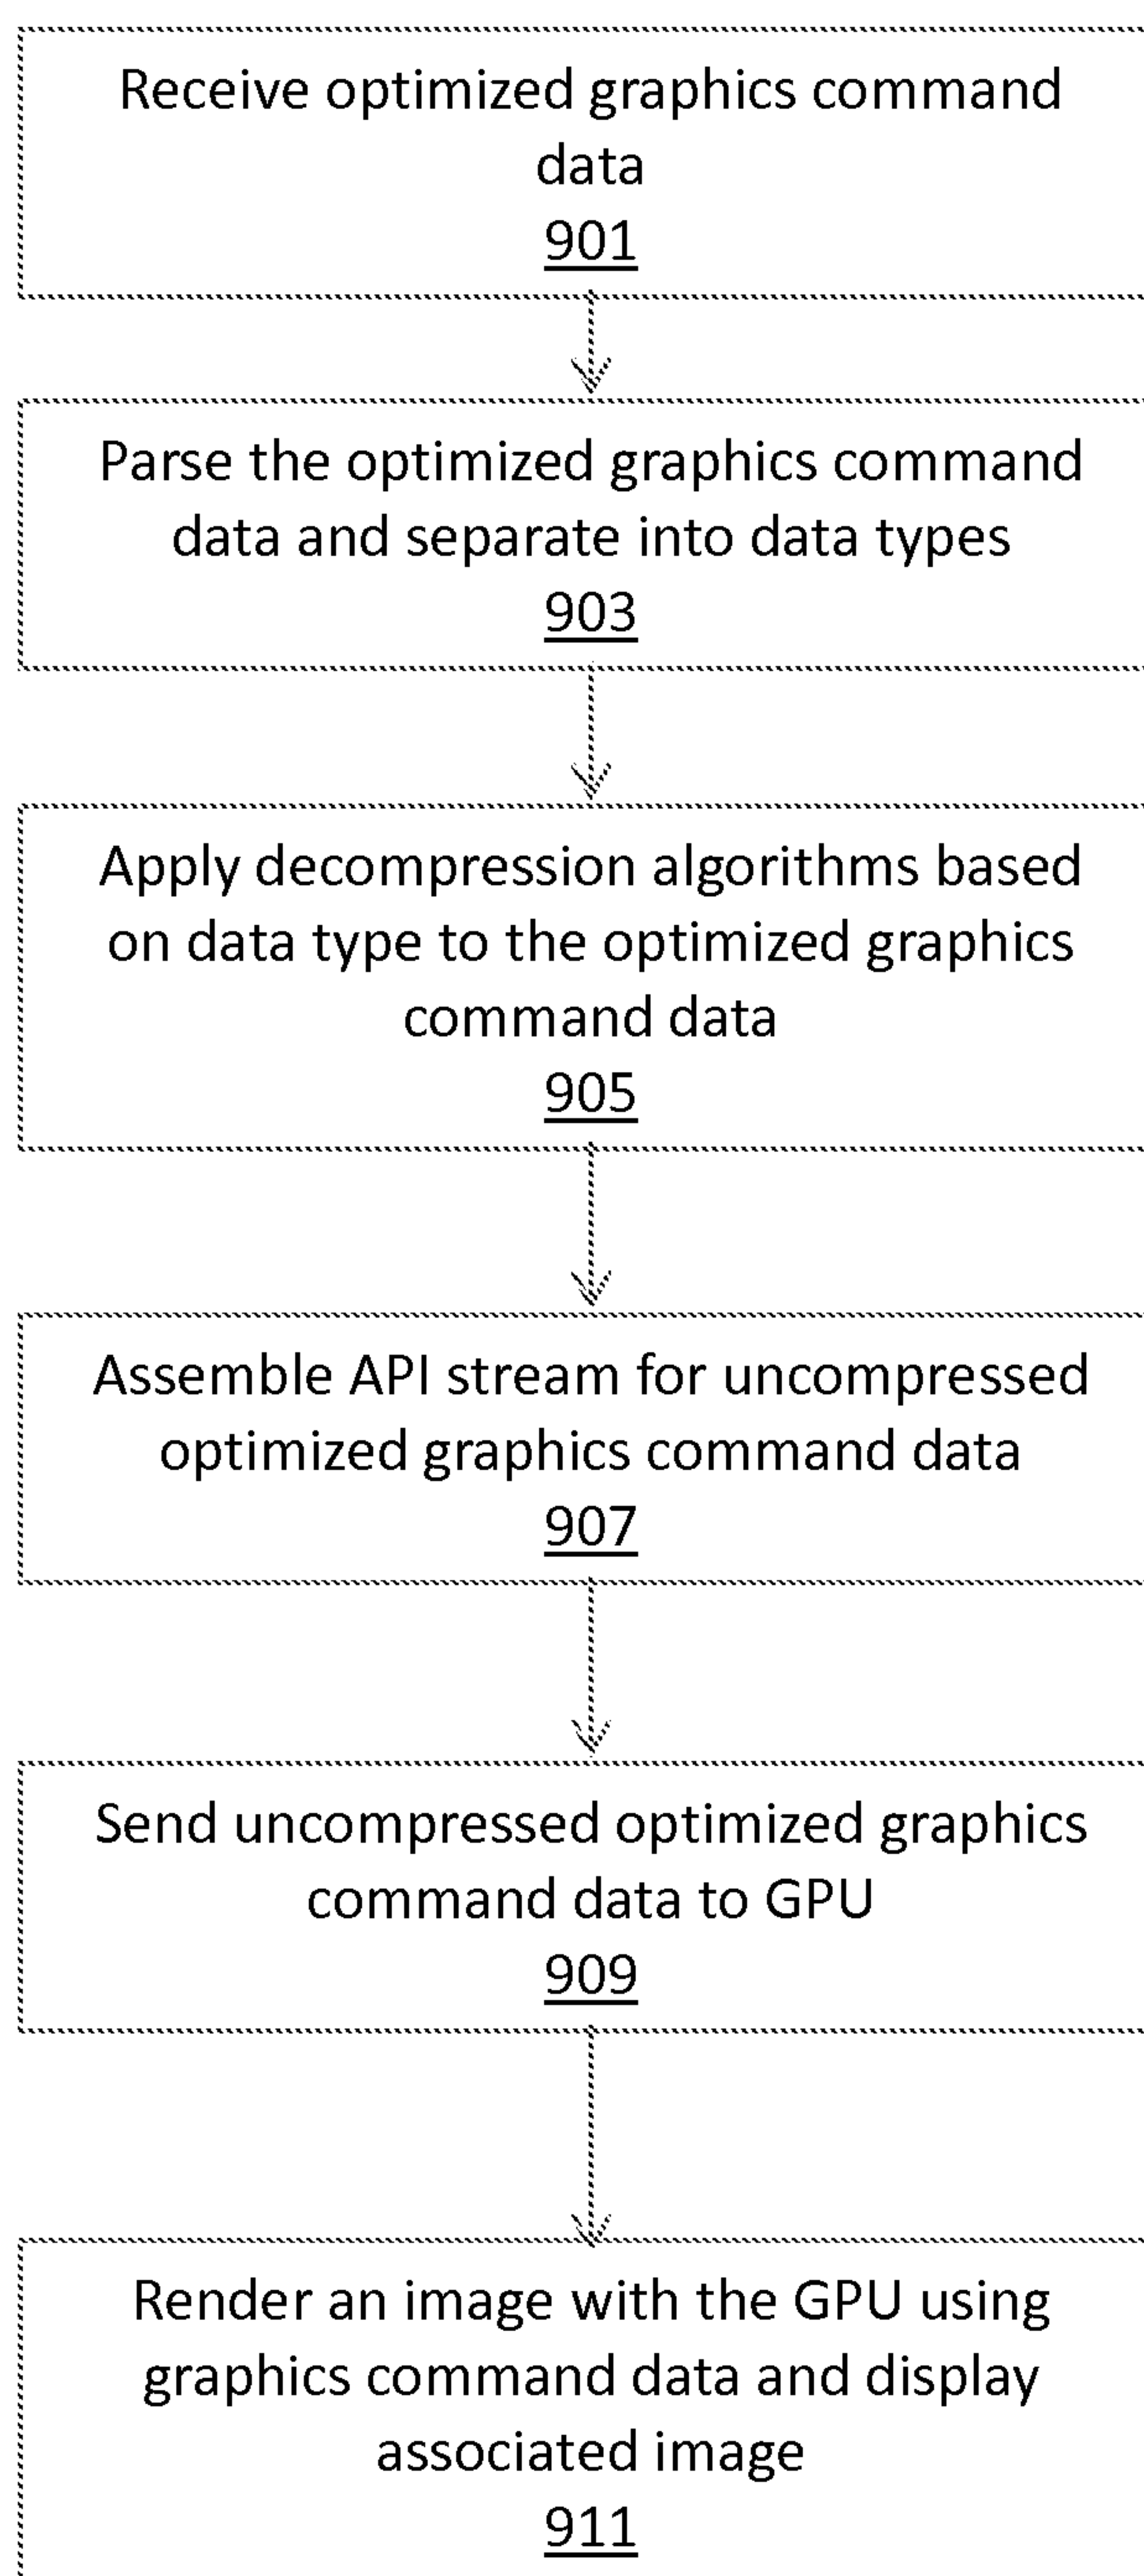 Receive optimized graphics command
data
901
Parse the optimized graphics command
data and separate into data types
903
Apply decompression algorithms based
on data type to the optimized graphics
command data
905
Assemble API stream for uncompressed
optimized graphics command data
907
Send uncompressed optimized graphics
command data to GPU
909
Render an image with the GPU using
graphics command data and display
associated image
911